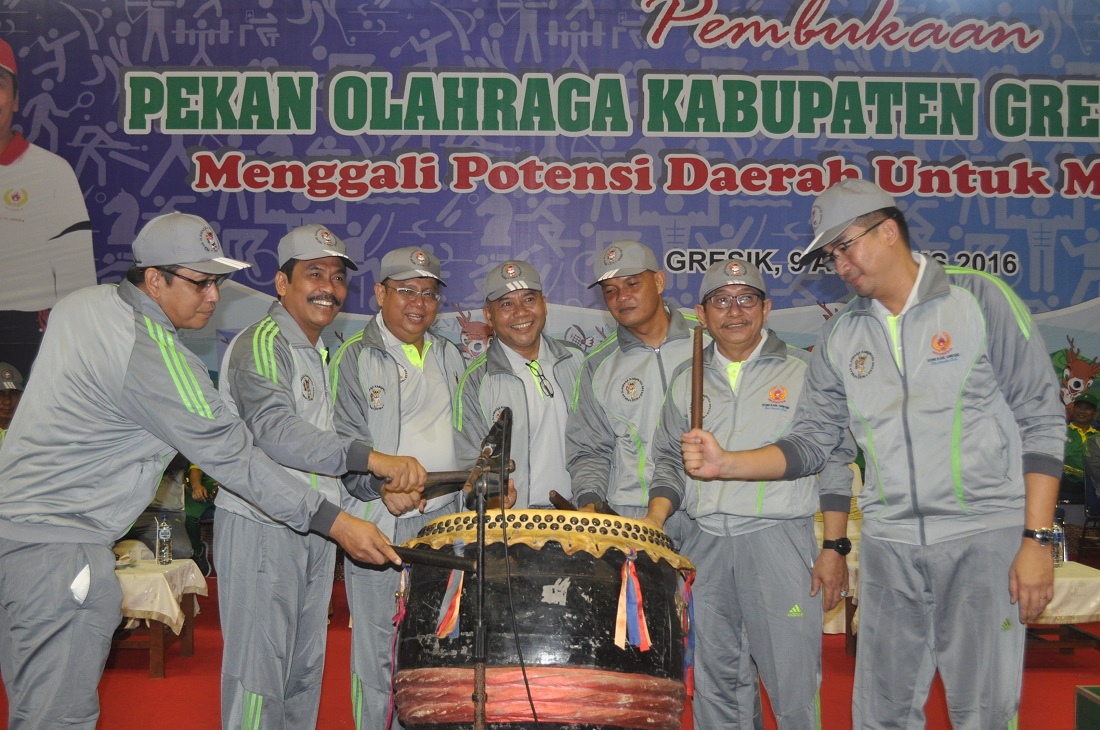 Pembukaan
PEKAN OLAHRAGA KABUPATEN GRE
Menggali Potensi Daerah Untuk M
GRESIK, 9 2016